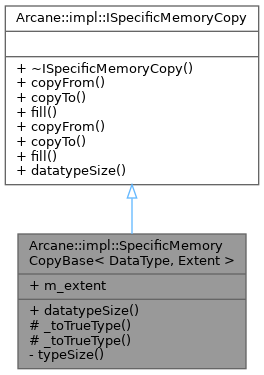 Arcane::impl::ISpecificMemoryCopy
+ ~ISpecificMemoryCopy()
+ copyFrom()
+ copyTo()
+ fill()
+ copyFrom()
+ copyTo()
+ fill()
+ datatypeSize()
Arcane::impl::SpecificMemory
CopyBase< DataType, Extent >
+ m_extent
+ datatypeSize()
# _toTrueType()
# _toTrueType()
- typeSize()